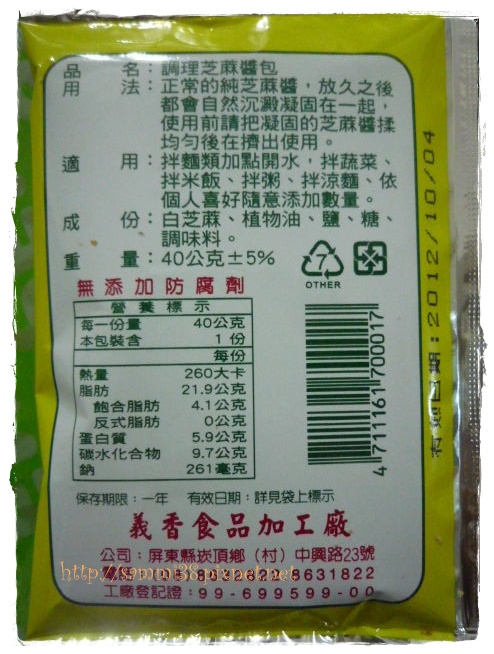 品名：調理芝麻醬包
用法：正常的純芝麻醬，放久之後
都會自然沉澱凝固在一起，
使用前請把凝固的芝麻醬揉
均勻後在擠出使用。
適用：拌麵類加點開水，拌蔬菜、
拌米飯、拌粥、拌涼麵、依
個人喜好隨意添加數量。
成份：白芝麻、植物油、鹽、糖、
調味料。
重量：40公克±5%
7
OTHER
無添加防腐劑
營養標示
每一份量 40公克
本包裝含 1份
每份
熱量 260大卡
脂肪 21.9公克
飽合脂肪 4.1公克
反式脂肪 0公克
蛋白質 5.9公克
碳水化合物 9.7公克
鈉 261毫克
4711161700017
有效日期:2012/10/04
保存期限：一年 有效日期：詳見袋上標示
義香食品加工廠
公司：屏東縣崁頂鄉（村）中興路23號
8631822
http://sammi38.pixnet.net
工廠登記證：99-699599-00